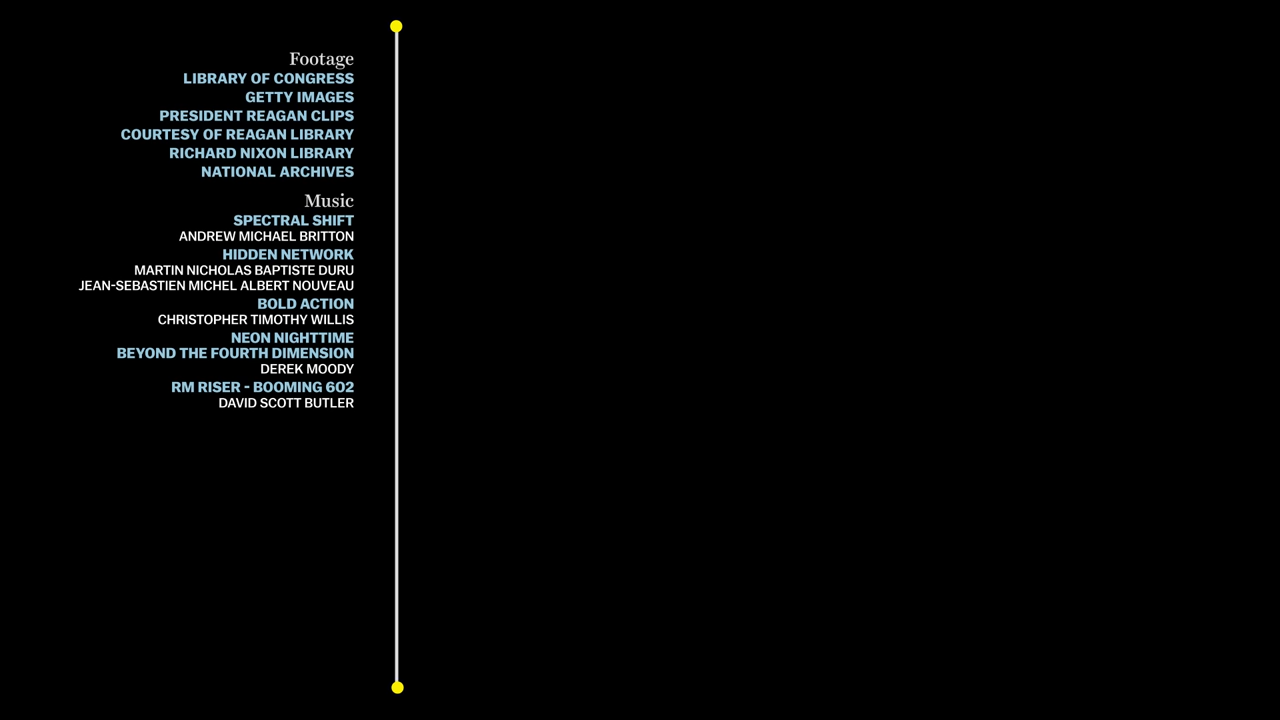 Footage
LIBRARY OF CONGRESS
GETTY IMAGES
PRESIDENT REAGAN CLIPS
COURTESY OF REAGAN LIBRARY
RICHARD NIXON LIBRARY
NATIONAL ARCHIVES
Music
SPECTRAL SHIFT
ANDREW MICHAEL BRITTON
HIDDEN NETWORK
MARTIN NICHOLAS BAPTISTE DURU
JEAN-SEBASTIEN MICHEL ALBERT NOUVEAU
BOLD ACTION
CHRISTOPHER TIMOTHY WILLIS
NEON NIGHTTIME
BEYOND THE FOURTH DIMENSION
DEREK MOODY
RM RISER - BOOMING 602
DAVID SCOTT BUTLER